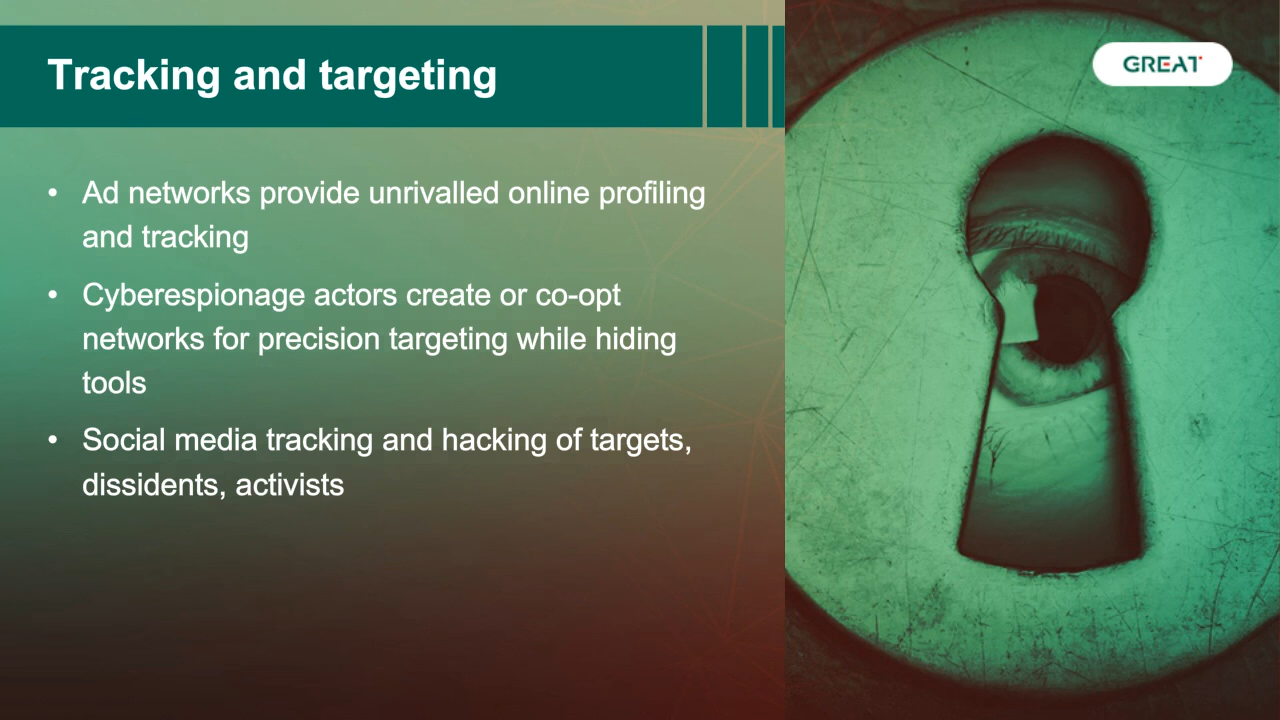 Tracking and targeting
GREAT
• Ad networks provide unrivalled online profiling
and tracking
• Cyberespionage actors create or co-opt
networks for precision targeting while hiding
tools
• Social media tracking and hacking of targets,
dissidents, activists